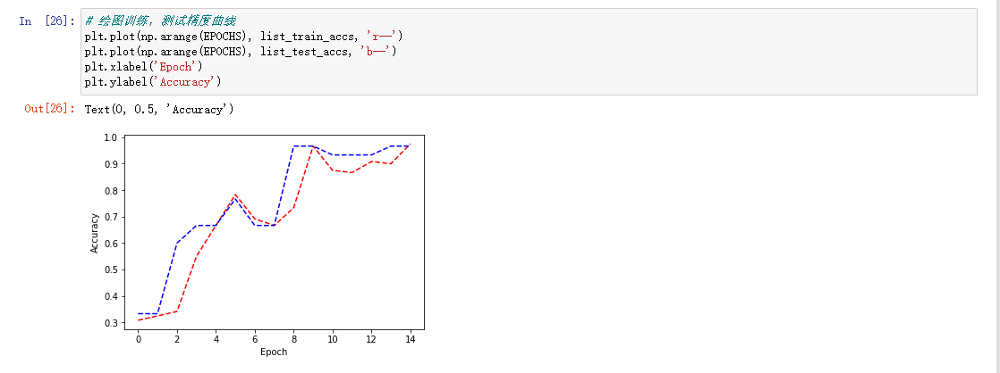 In [26]: # 绘图训练，测试精度曲线
plt.plot(np.arange(EPOCHS), list_train_accs, 'r--')
plt.plot(np.arange(EPOCHS), list_test_accs, 'b--')
plt.xlabel('Epoch')
plt.ylabel('Accuracy')
Out[26]: Text(0, 0.5, 'Accuracy')
1.0
0.9
0.8
0.7
0.6
0.5
0.4
0.3
Accuracy
0 2 4 6 8 10 12 14
Epoch